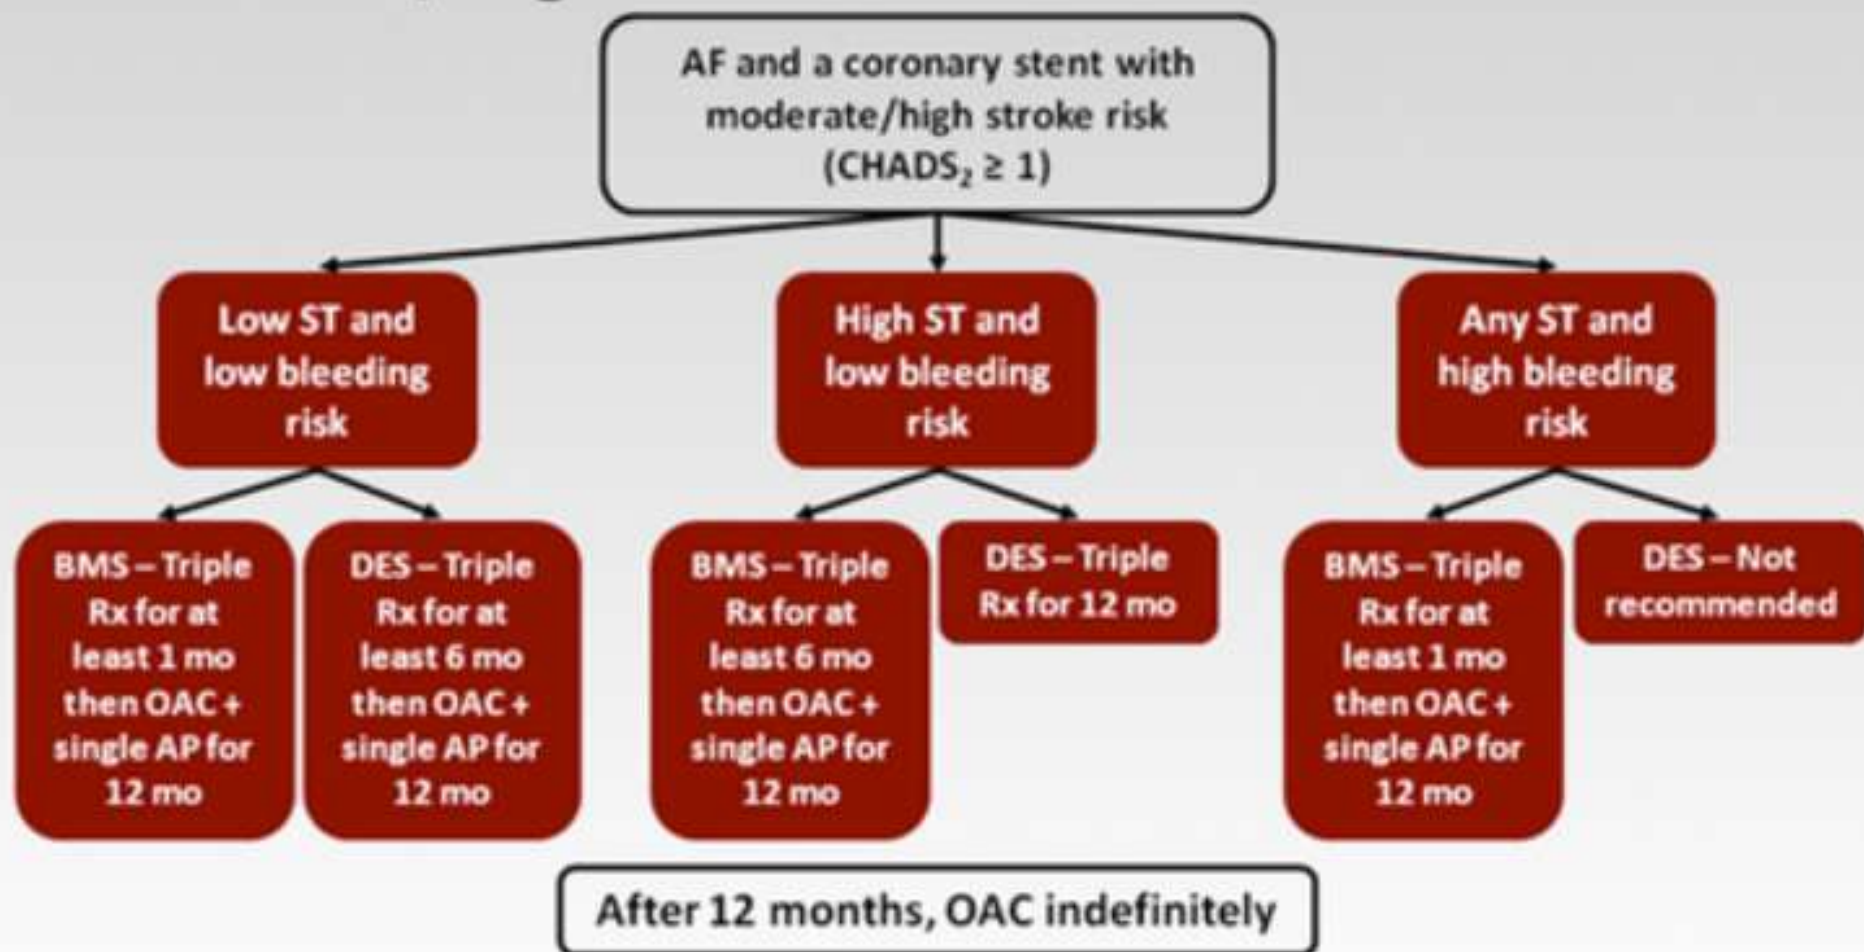 AF and a coronary stent with
moderate/high stroke risk
(CHADS₂ ≥ 1)
Low ST and
low bleeding
risk
High ST and
low bleeding
risk
Any ST and
high bleeding
risk
BMS – Triple
Rx for at
least 1 mo
then OAC +
single AP for
12 mo
DES – Triple
Rx for at
least 6 mo
then OAC +
single AP for
12 mo
BMS – Triple
Rx for at
least 6 mo
then OAC +
single AP for
12 mo
DES – Triple
Rx for 12 mo
BMS – Triple
Rx for at
least 1 mo
then OAC +
single AP for
12 mo
DES – Not
recommended
After 12 months, OAC indefinitely